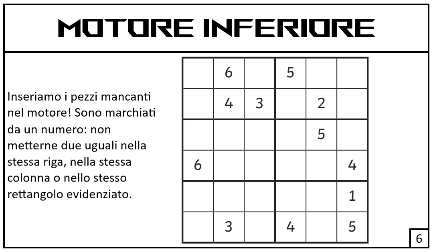 MOTORE INFERIORE
Inseriamo i pezzi mancanti
nel motore! Sono marchiati
da un numero: non
metterne due uguali nella
stessa riga, nella stessa
colonna o nello stesso
rettangolo evidenziato.
6 5
4 3 2
5
6 4
1
3 4 5
6